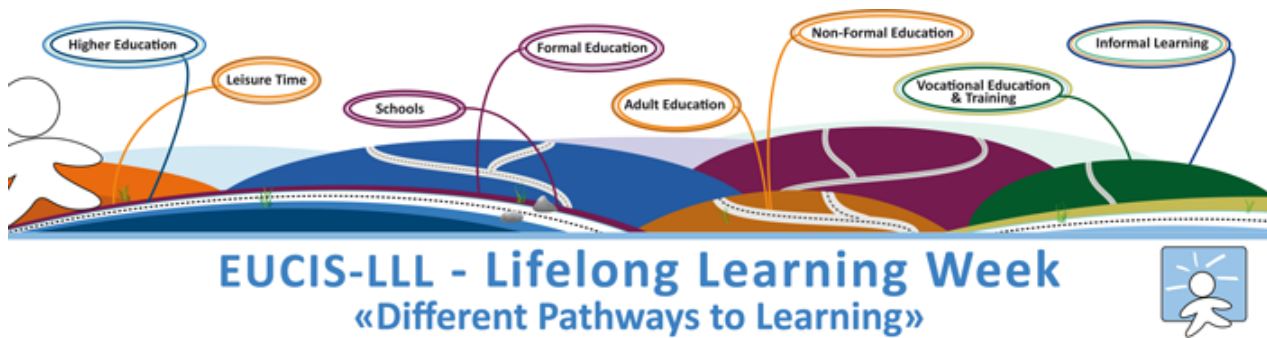 Higher Education
Leisure Time
Schools
Formal Education
Adult Education
Non-Formal Education
Vocational Education
& Training
Informal Learning
EUCIS-LLL - Lifelong Learning Week
«Different Pathways to Learning»